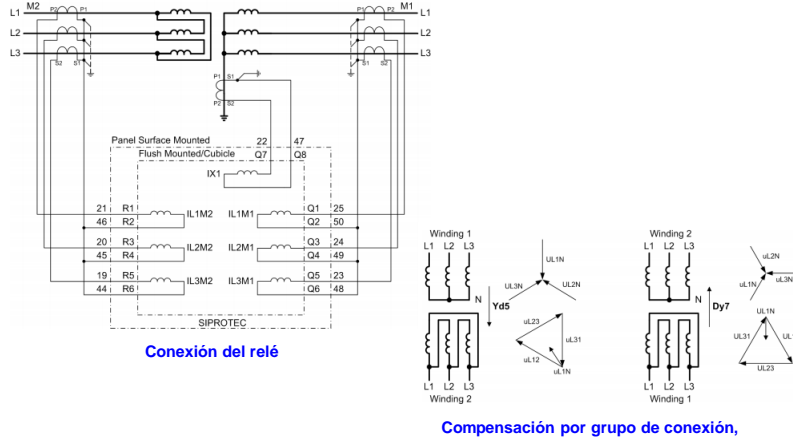 M2 P2 P1 P1 P2 M1
L1 L1
L2 L2
L3 L3
S2 S1 S1 S2
P1 S1
P2 S2
Panel Surface Mounted 22 47
Flush Mounted/Cubicle Q7 Q8
IX1
21 R1 IL1M2 IL1M1 Q1 25
46 R2 Q2 50
20 R3 IL2M2 IL2M1 Q3 24
45 R4 Q4 49
19 R5 IL3M2 IL3M1 Q5 23
44 R6 Q6 48
SIPROTEC
Conexión del relé
Winding 1
L1 L2 L3
N
Yd5
L1 L2 L3
Winding 2
UL1N
UL3N UL2N
uL23
uL31
uL12
uL1N
Winding 2
L1 L2 L3
N
Dy7
L1 L2 L3
Winding 1
uL2N
uL1N uL3N
UL1N
UL31
UL23
Compensación por grupo de conexión,